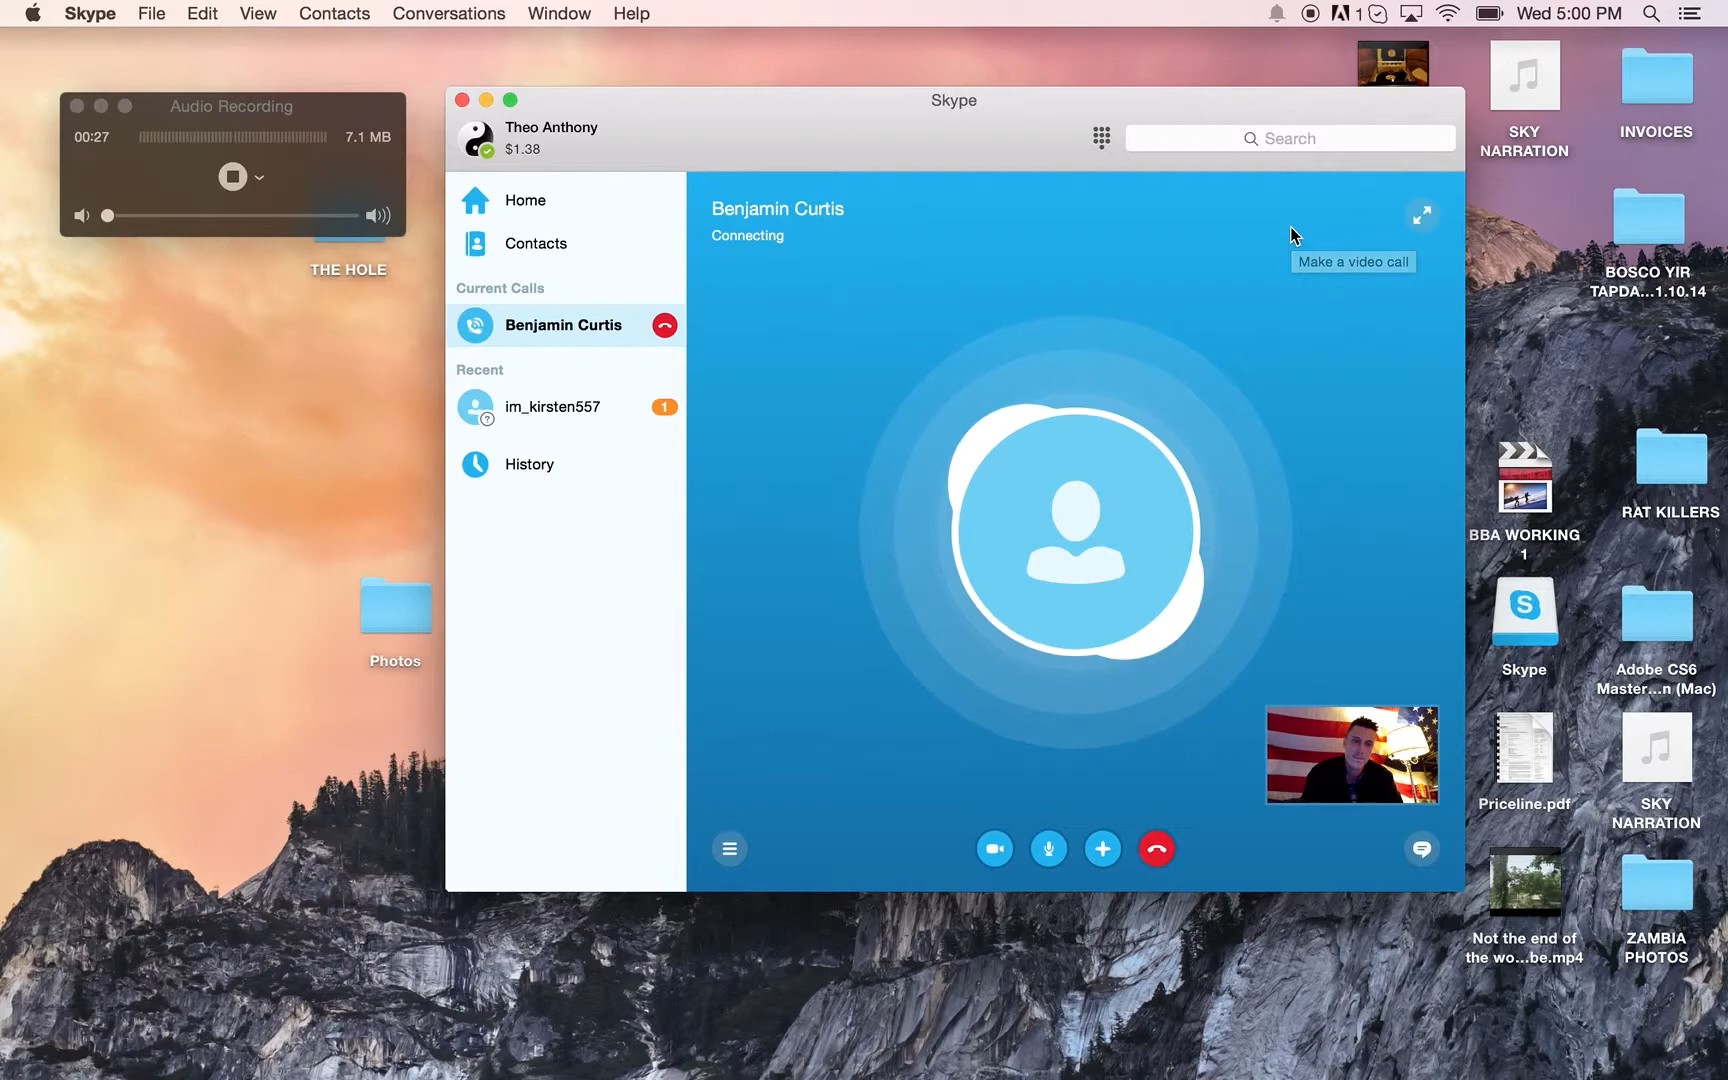 Skype File Edit View Contacts Conversations Window Help 1 Wed 5:00 PM
Audio Recording
00:27 7.1 MB
THE HOLE
Photos
Skype
Theo Anthony
$1.38
Search
Home
Contacts
Current Calls
Benjamin Curtis
Recent
im_kirsten557 1
?
History
Benjamin Curtis
Connecting
Make a video call
SKY
NARRATION
INVOICES
BOSCO YIR
TAPDA...1.10.14
BBA WORKING
1
RAT KILLERS
S
Skype
Adobe CS6
Master...n (Mac)
Priceline.pdf
SKY
NARRATION
Not the end of
the wo...be.mp4
ZAMBIA
PHOTOS